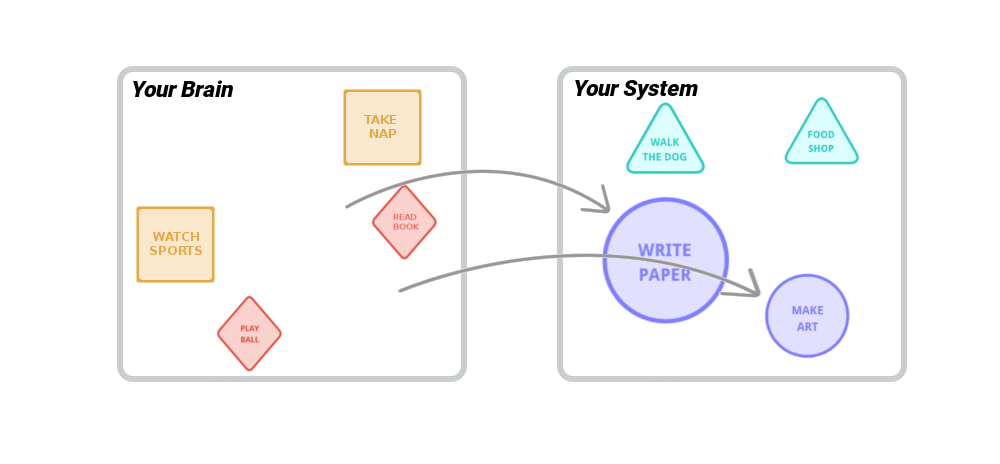 Your Brain
TAKE
NAP
READ
BOOK
WATCH
SPORTS
PLAY
BALL
Your System
WALK
THE DOG
FOOD
SHOP
WRITE
PAPER
MAKE
ART